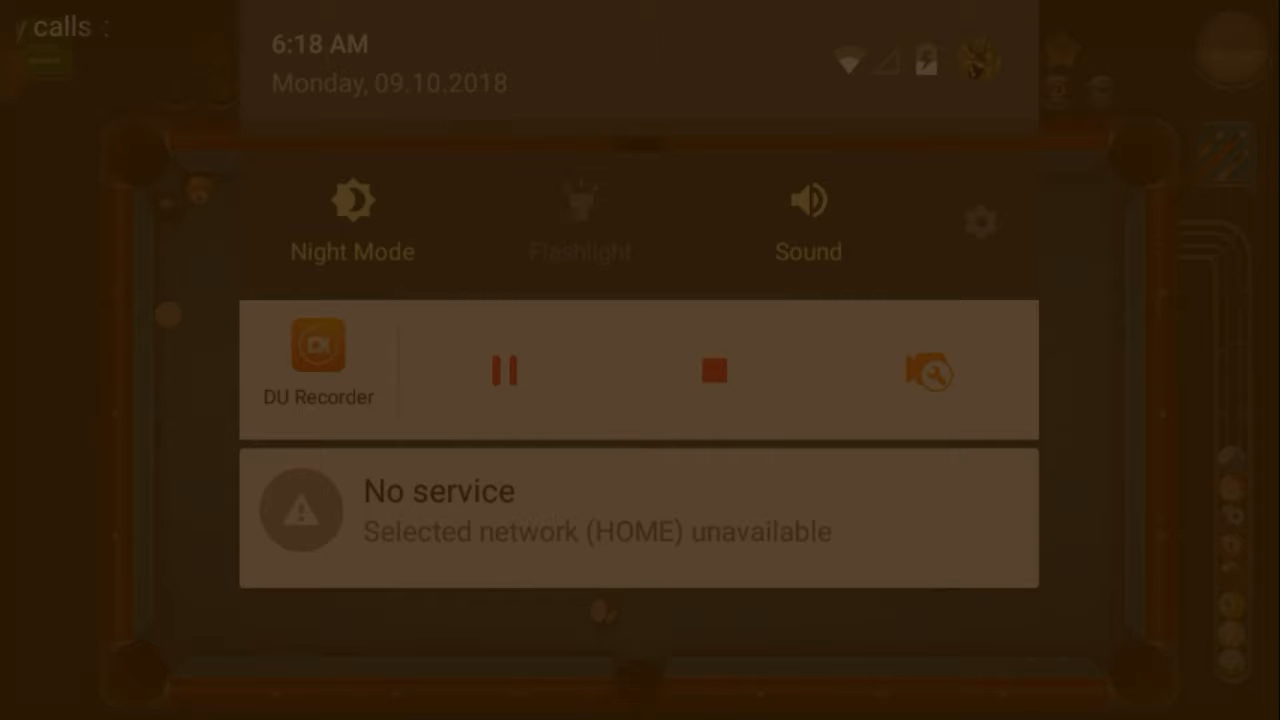 calls :
6:18 AM
Monday, 09.10.2018
Night Mode
Flashlight
Sound
DU Recorder
No service
Selected network (HOME) unavailable